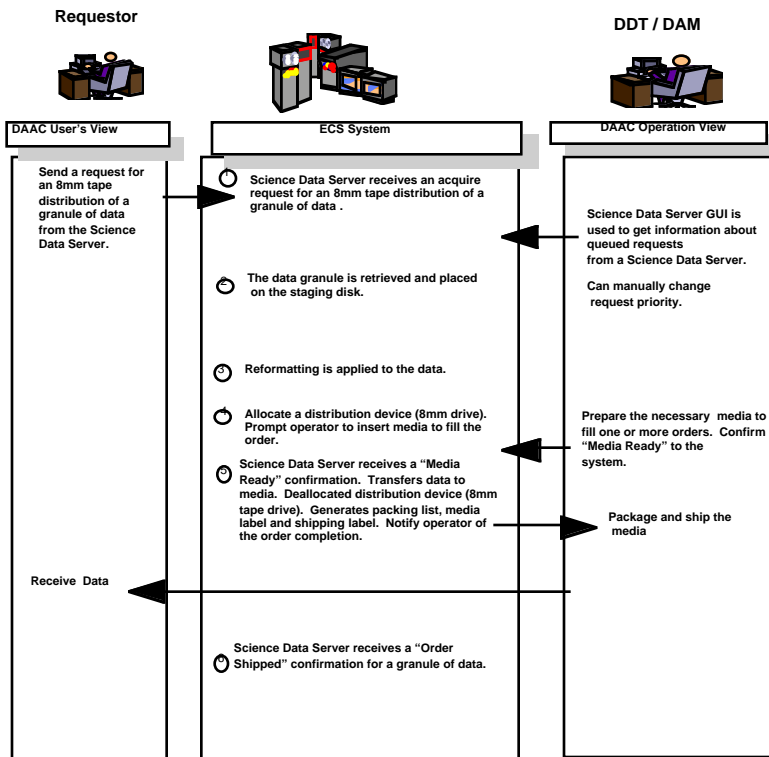 Requestor
DDT / DAM
DAAC User's View
ECS System
DAAC Operation View
Send a request for
an 8mm tape
distribution of a
granule of data
from the Science
Data Server.
1
Science Data Server receives an acquire
request for an 8mm tape distribution of a
granule of data .
Science Data Server GUI is
used to get information about
queued requests
from a Science Data Server.
Can manually change
request priority.
2
The data granule is retrieved and placed
on the staging disk.
3
Reformatting is applied to the data.
4
Allocate a distribution device (8mm drive).
Prompt operator to insert media to fill the
order.
Prepare the necessary media to
fill one or more orders. Confirm
“Media Ready” to the
system.
5
Science Data Server receives a “Media
Ready” confirmation. Transfers data to
media. Deallocated distribution device (8mm
tape drive). Generates packing list, media
label and shipping label. Notify operator of
the order completion.
Package and ship the
media
Receive Data
6
Science Data Server receives a “Order
Shipped” confirmation for a granule of data.